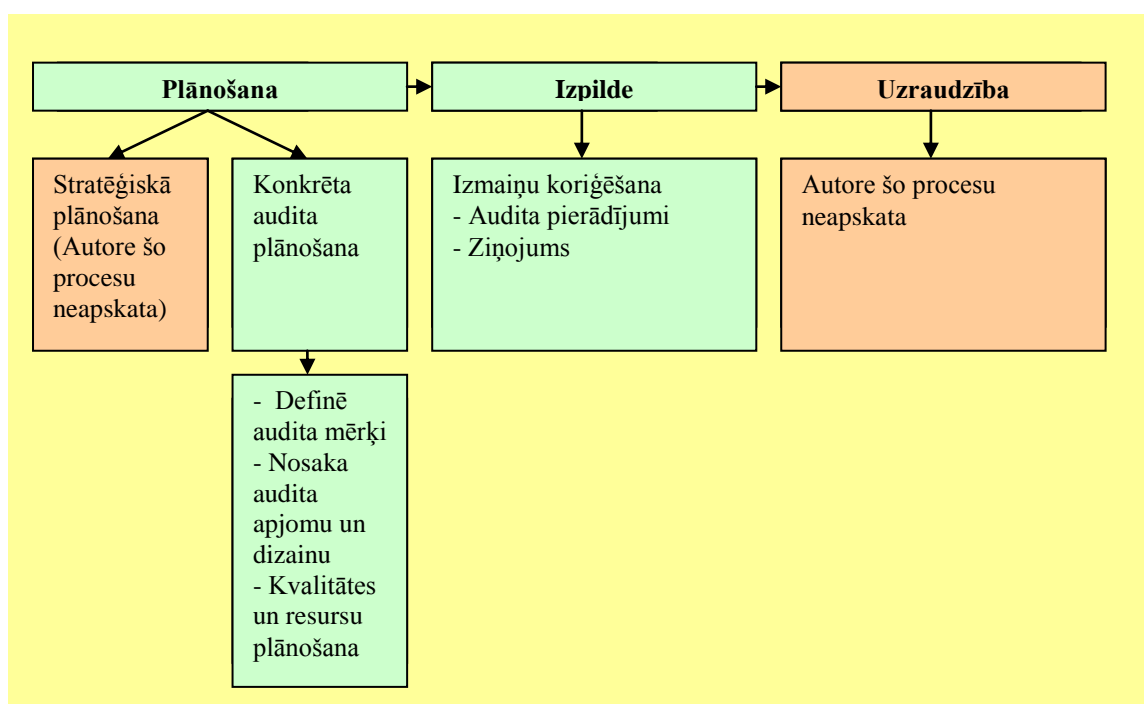 Plānošana
Izpilde
Uzraudzība
Stratēģiskā
plānošana
(Autore šo
procesu
neapskata)
Konkrēta
audita
plānošana
Izmaiņu koriģēšana
- Audita pierādījumi
- Ziņojums
Autore šo procesu
neapskata
- Definē
audita mērķi
- Nosaka
audita
apjomu un
dizainu
- Kvalitātes
un resursu
plānošana